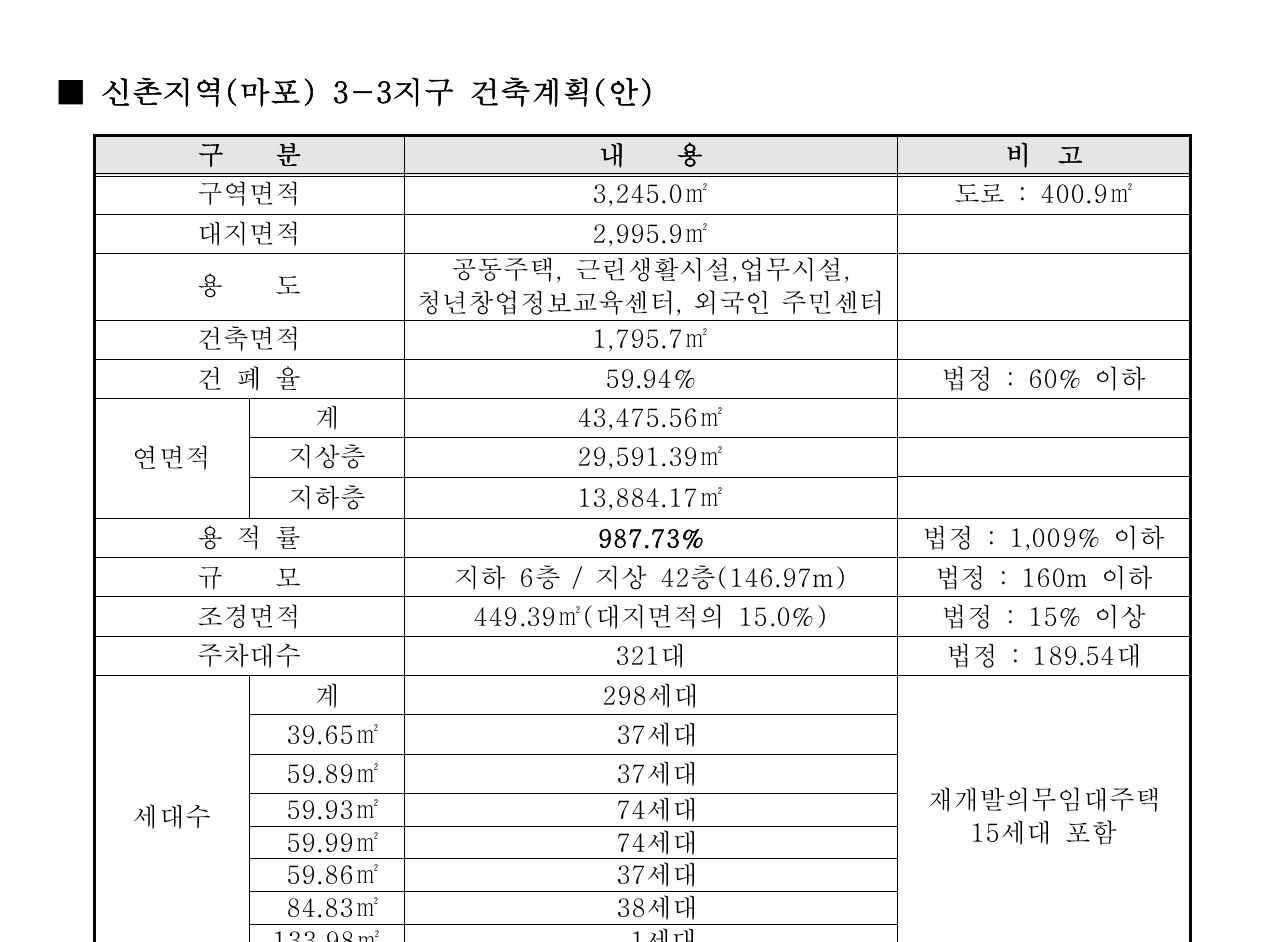 ■ 신촌지역(마포) 3-3지구 건축계획(안)
구 분 내 용 비 고
구역면적 3,245.0㎡ 도로 : 400.9㎡
대지면적 2,995.9㎡
용 도 공동주택, 근린생활시설,업무시설,
청년창업정보교육센터, 외국인 주민센터
건축면적 1,795.7㎡
건 폐 율 59.94% 법정 : 60% 이하
연면적 계 43,475.56㎡
지상층 29,591.39㎡
지하층 13,884.17㎡
용 적 률 987.73% 법정 : 1,009% 이하
규 모 지하 6층 / 지상 42층(146.97m) 법정 : 160m 이하
조경면적 449.39㎡(대지면적의 15.0%) 법정 : 15% 이상
주차대수 321대 법정 : 189.54대
세대수 계 298세대
39.65㎡ 37세대
59.89㎡ 37세대
59.93㎡ 74세대
재개발의무임대주택
15세대 포함
59.99㎡ 74세대
59.86㎡ 37세대
84.83㎡ 38세대
133.98㎡ 1세대